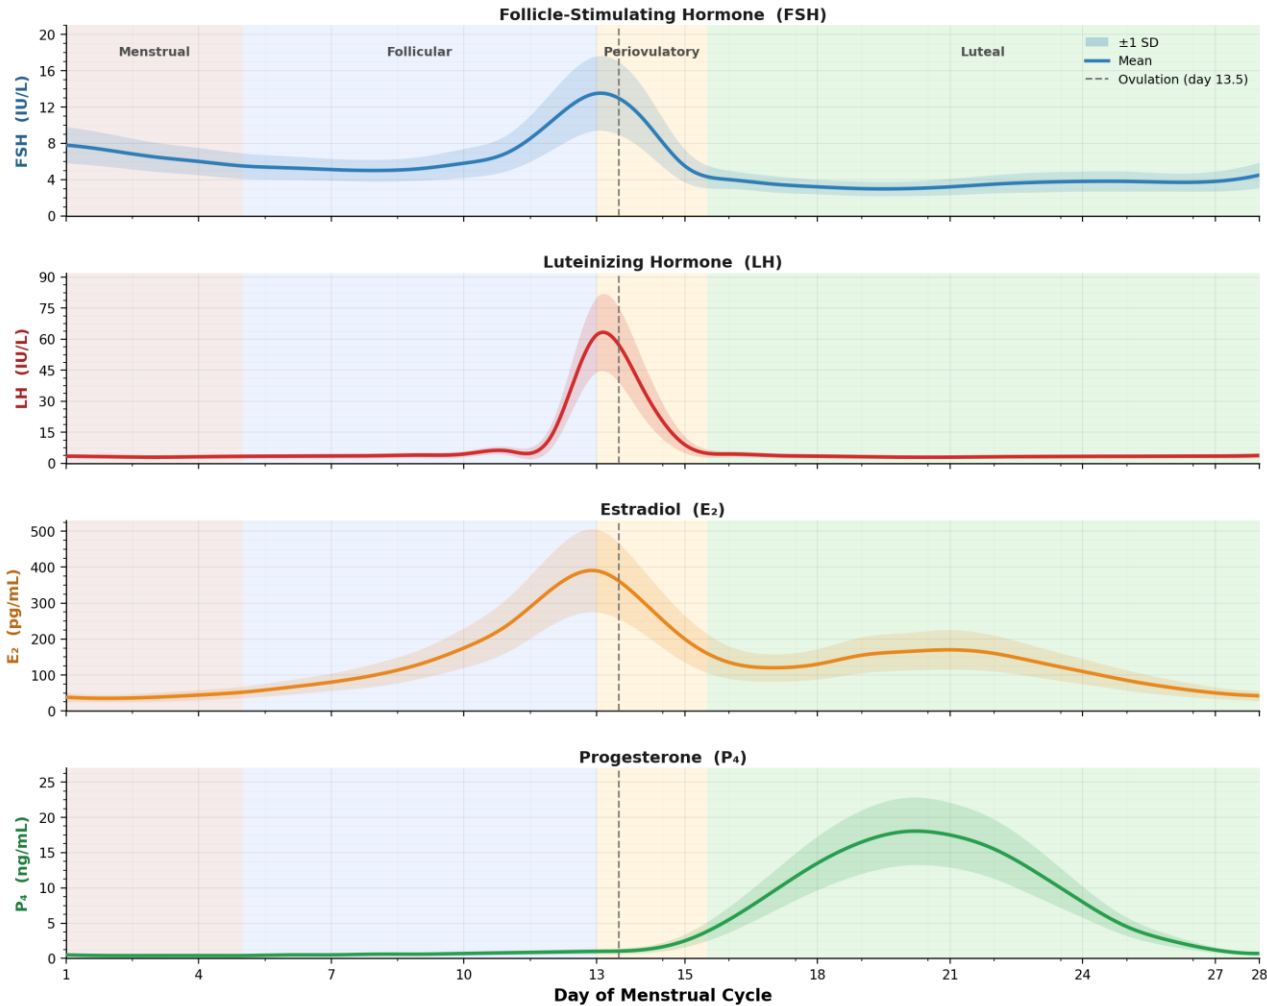 Follicle-Stimulating Hormone (FSH)
FSH (IU/L)
20
16
12
8
4
0
Menstrual
Follicular
Periovulatory
Luteal
±1 SD
Mean
Ovulation (day 13.5)
Luteinizing Hormone (LH)
LH (IU/L)
90
75
60
45
30
15
0
Estradiol (E₂)
E₂ (pg/mL)
500
400
300
200
100
0
Progesterone (P₄)
P₄ (ng/mL)
25
20
15
10
5
0
1 4 7 10 13 15 18 21 24 27 28
Day of Menstrual Cycle